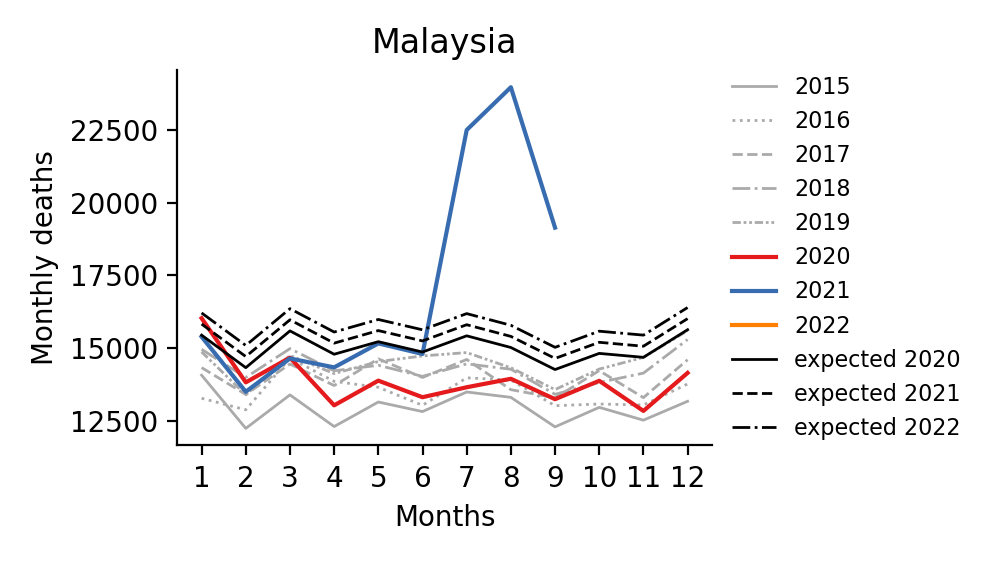 Malaysia
Monthly deaths
22500
20000
17500
15000
12500
1 2 3 4 5 6 7 8 9 10 11 12
Months
2015
2016
2017
2018
2019
2020
2021
2022
expected 2020
expected 2021
expected 2022